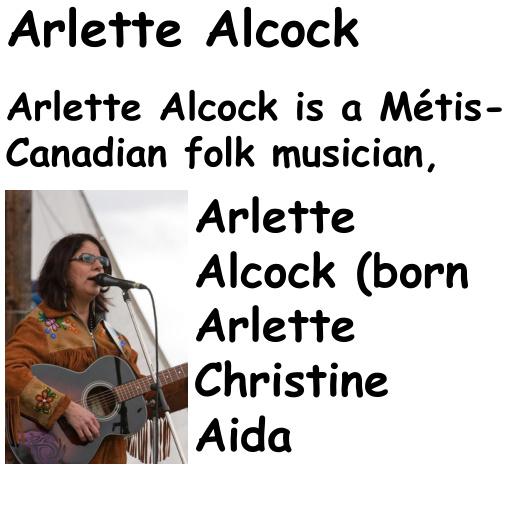 Arlette Alcock
Arlette Alcock is a Métis-
Canadian folk musician,
Arlette
Alcock (born
Arlette
Christine
Aida